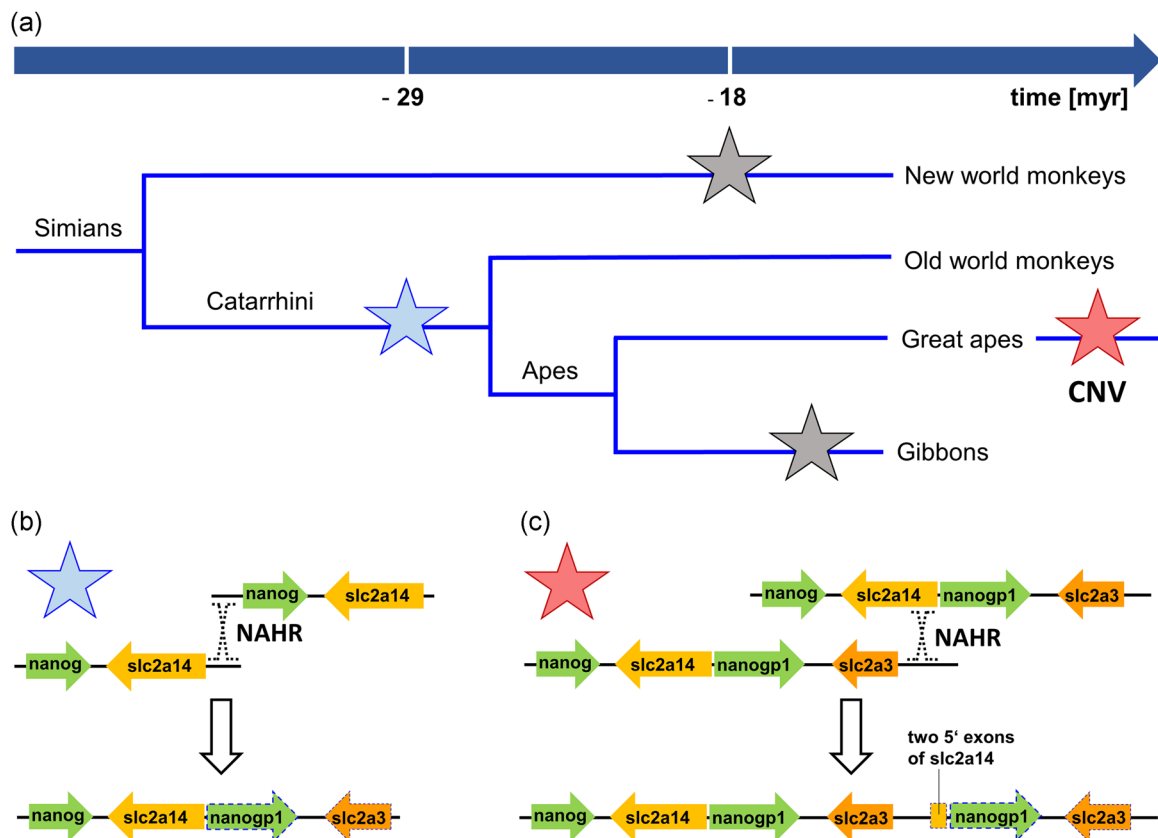 (a)
- 29
- 18
time [myr]
New world monkeys
Simians
Old world monkeys
Catarrhini
Great apes
CNV
Apes
Gibbons
(b)
nanog
slc2a14
NAHR
nanog
slc2a14
nanog
slc2a14
nanogp1
slc2a3
(c)
nanog
slc2a14
nanogp1
slc2a3
NAHR
nanog
slc2a14
nanogp1
slc2a3
two 5‘ exons
of slc2a14
nanog
slc2a14
nanogp1
slc2a3
nanogp1
slc2a3